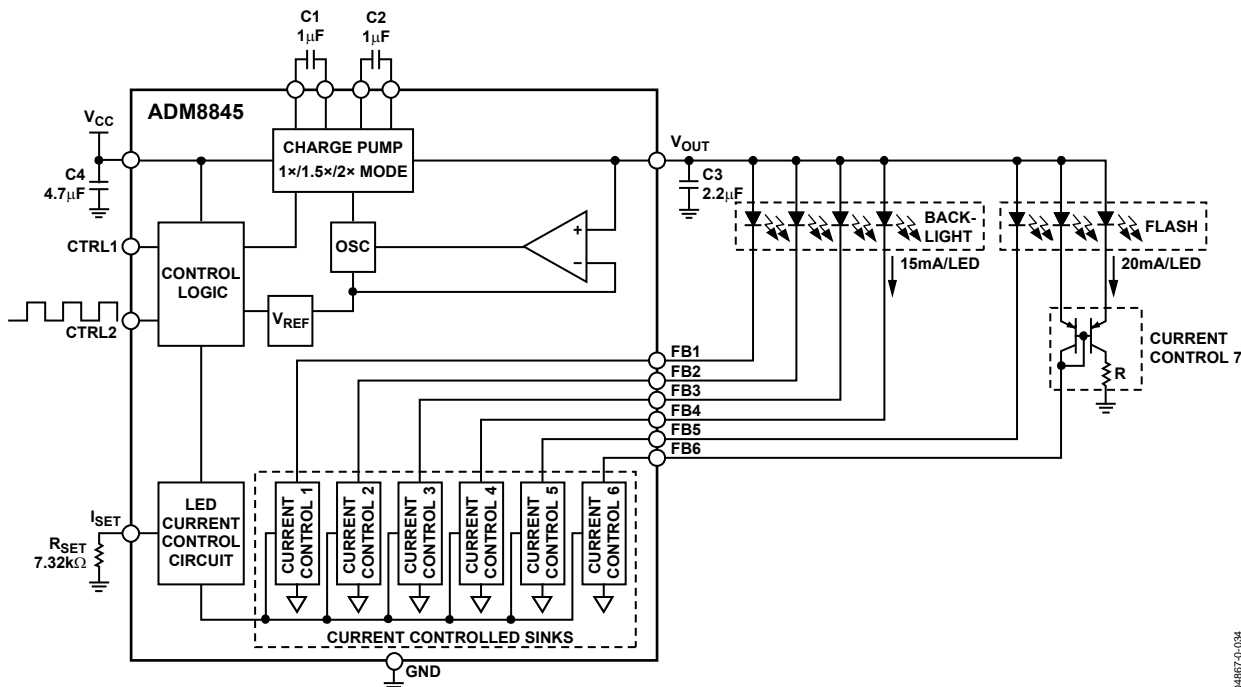 C1
1μF
C2
1μF
ADM8845
VCC
C4
4.7μF
CHARGE PUMP
1×/1.5×/2× MODE
VOUT
C3
2.2μF
BACK-
LIGHT
FLASH
15mA/LED
20mA/LED
CTRL1
CONTROL
LOGIC
OSC
+
–
VREF
CTRL2
CURRENT
CONTROL 7
R
FB1
FB2
FB3
FB4
FB5
FB6
ISET
RSET
7.32kΩ
LED
CURRENT
CONTROL
CIRCUIT
CURRENT
CONTROL 1
CURRENT
CONTROL 2
CURRENT
CONTROL 3
CURRENT
CONTROL 4
CURRENT
CONTROL 5
CURRENT
CONTROL 6
CURRENT CONTROLLED SINKS
GND
04867-0-034